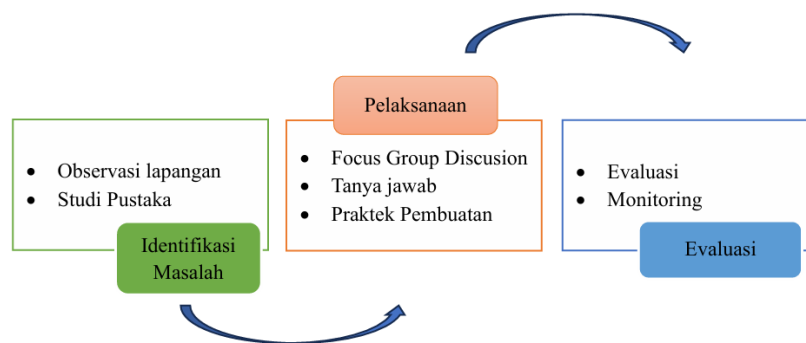 • Observasi lapangan
• Studi Pustaka
Identifikasi
Masalah
Pelaksanaan
• Focus Group Discusion
• Tanya jawab
• Praktek Pembuatan
• Evaluasi
• Monitoring
Evaluasi